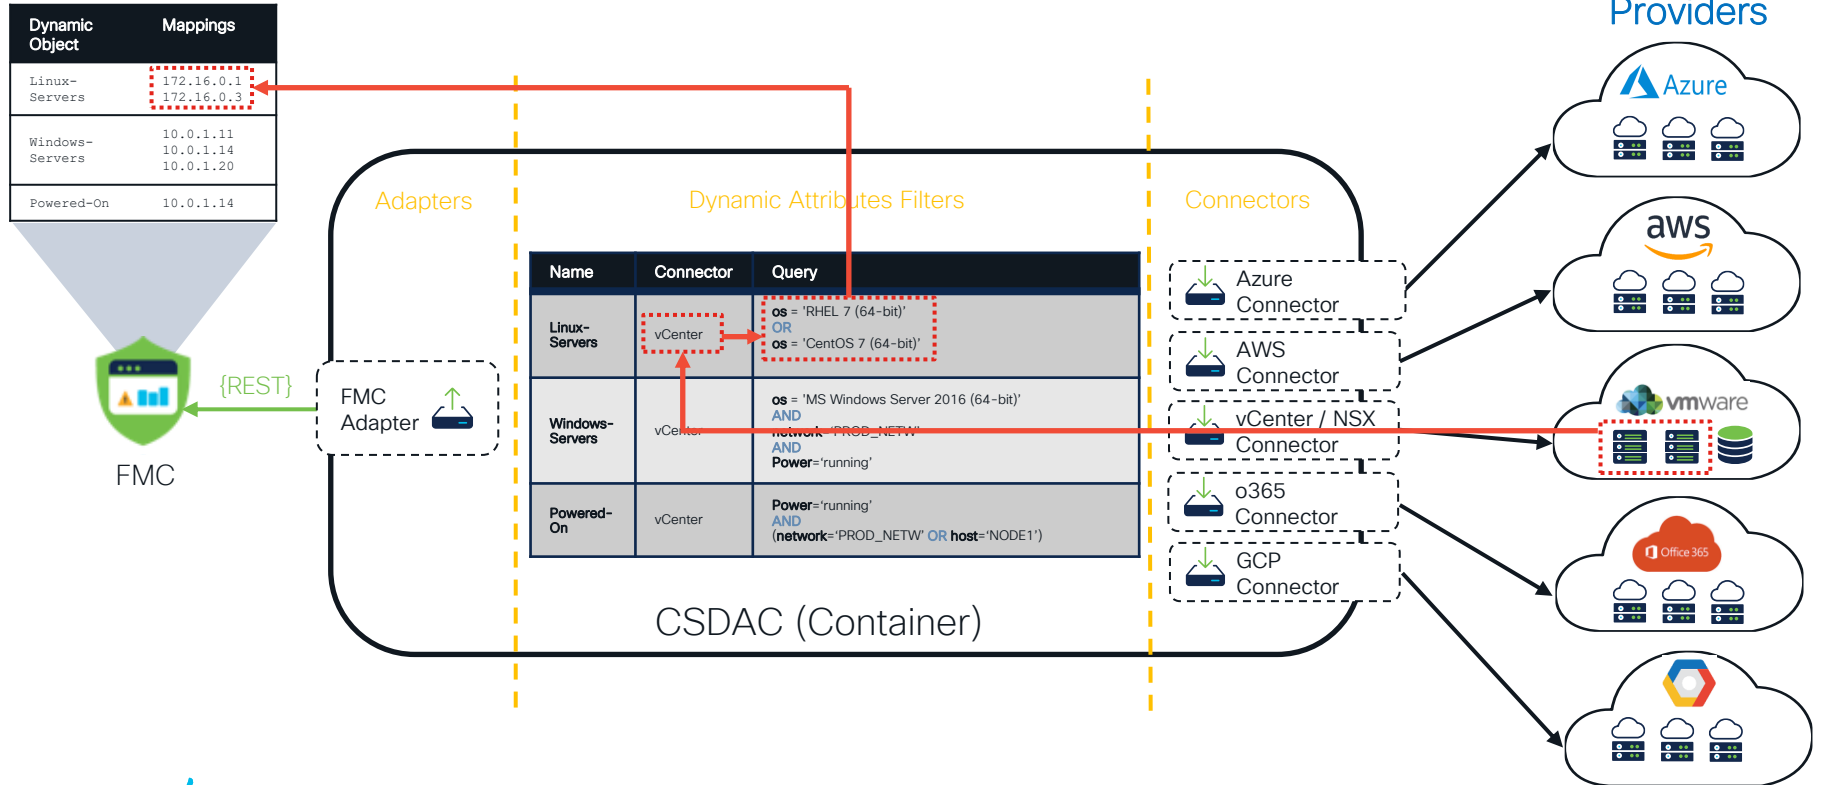 Providers
Dynamic
Object
Mappings
Linux-
Servers
172.16.0.1
172.16.0.3
Windows-
Servers
10.0.1.11
10.0.1.14
10.0.1.20
Powered-On
10.0.1.14
FMC
{REST}
Adapters
FMC
Adapter
Dynamic Attributes Filters
Name
Connector
Query
Linux-
Servers
vCenter
os = 'RHEL 7 (64-bit)'
OR
os = 'CentOS 7 (64-bit)'
Windows-
Servers
vCenter
os = 'MS Windows Server 2016 (64-bit)'
AND
network='PROD_NETW'
AND
Power='running'
Powered-
On
vCenter
Power='running'
AND
(network='PROD_NETW' OR host='NODE1')
CSDAC (Container)
Connectors
Azure
Connector
AWS
Connector
vCenter / NSX
Connector
o365
Connector
GCP
Connector
Azure
aws
vmware
Office 365